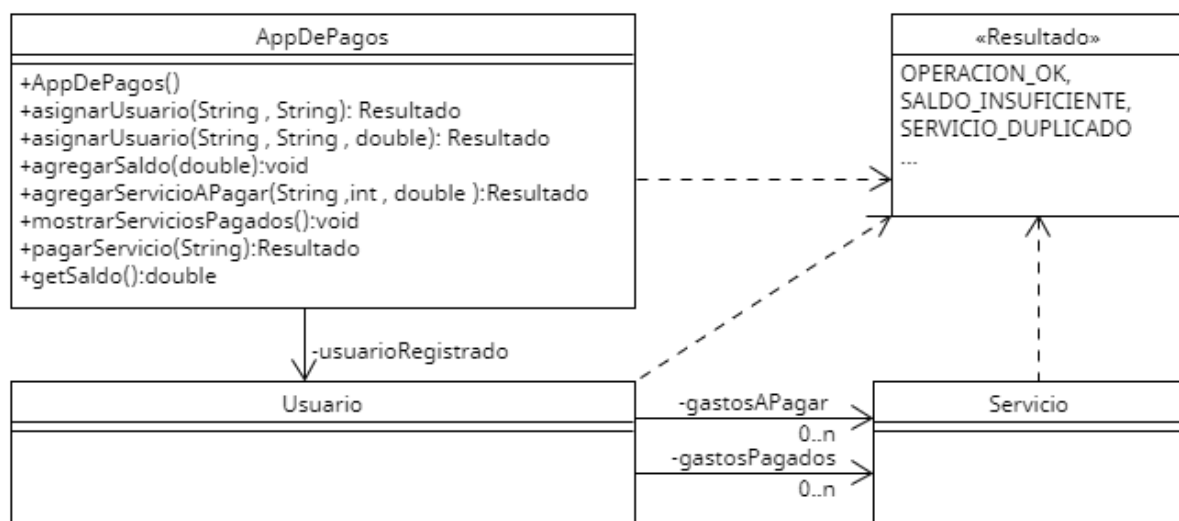 AppDePagos
+AppDePagos()
+asignarUsuario(String , String): Resultado
+asignarUsuario(String , String , double): Resultado
+agregarSaldo(double):void
+agregarServicioAPagar(String ,int , double ):Resultado
+mostrarServiciosPagados():void
+pagarServicio(String):Resultado
+getSaldo():double
«Resultado»
OPERACION_OK,
SALDO_INSUFICIENTE,
SERVICIO_DUPLICADO
...
-usuarioRegistrado
Usuario
-gastosAPagar
0..n
-gastosPagados
0..n
Servicio